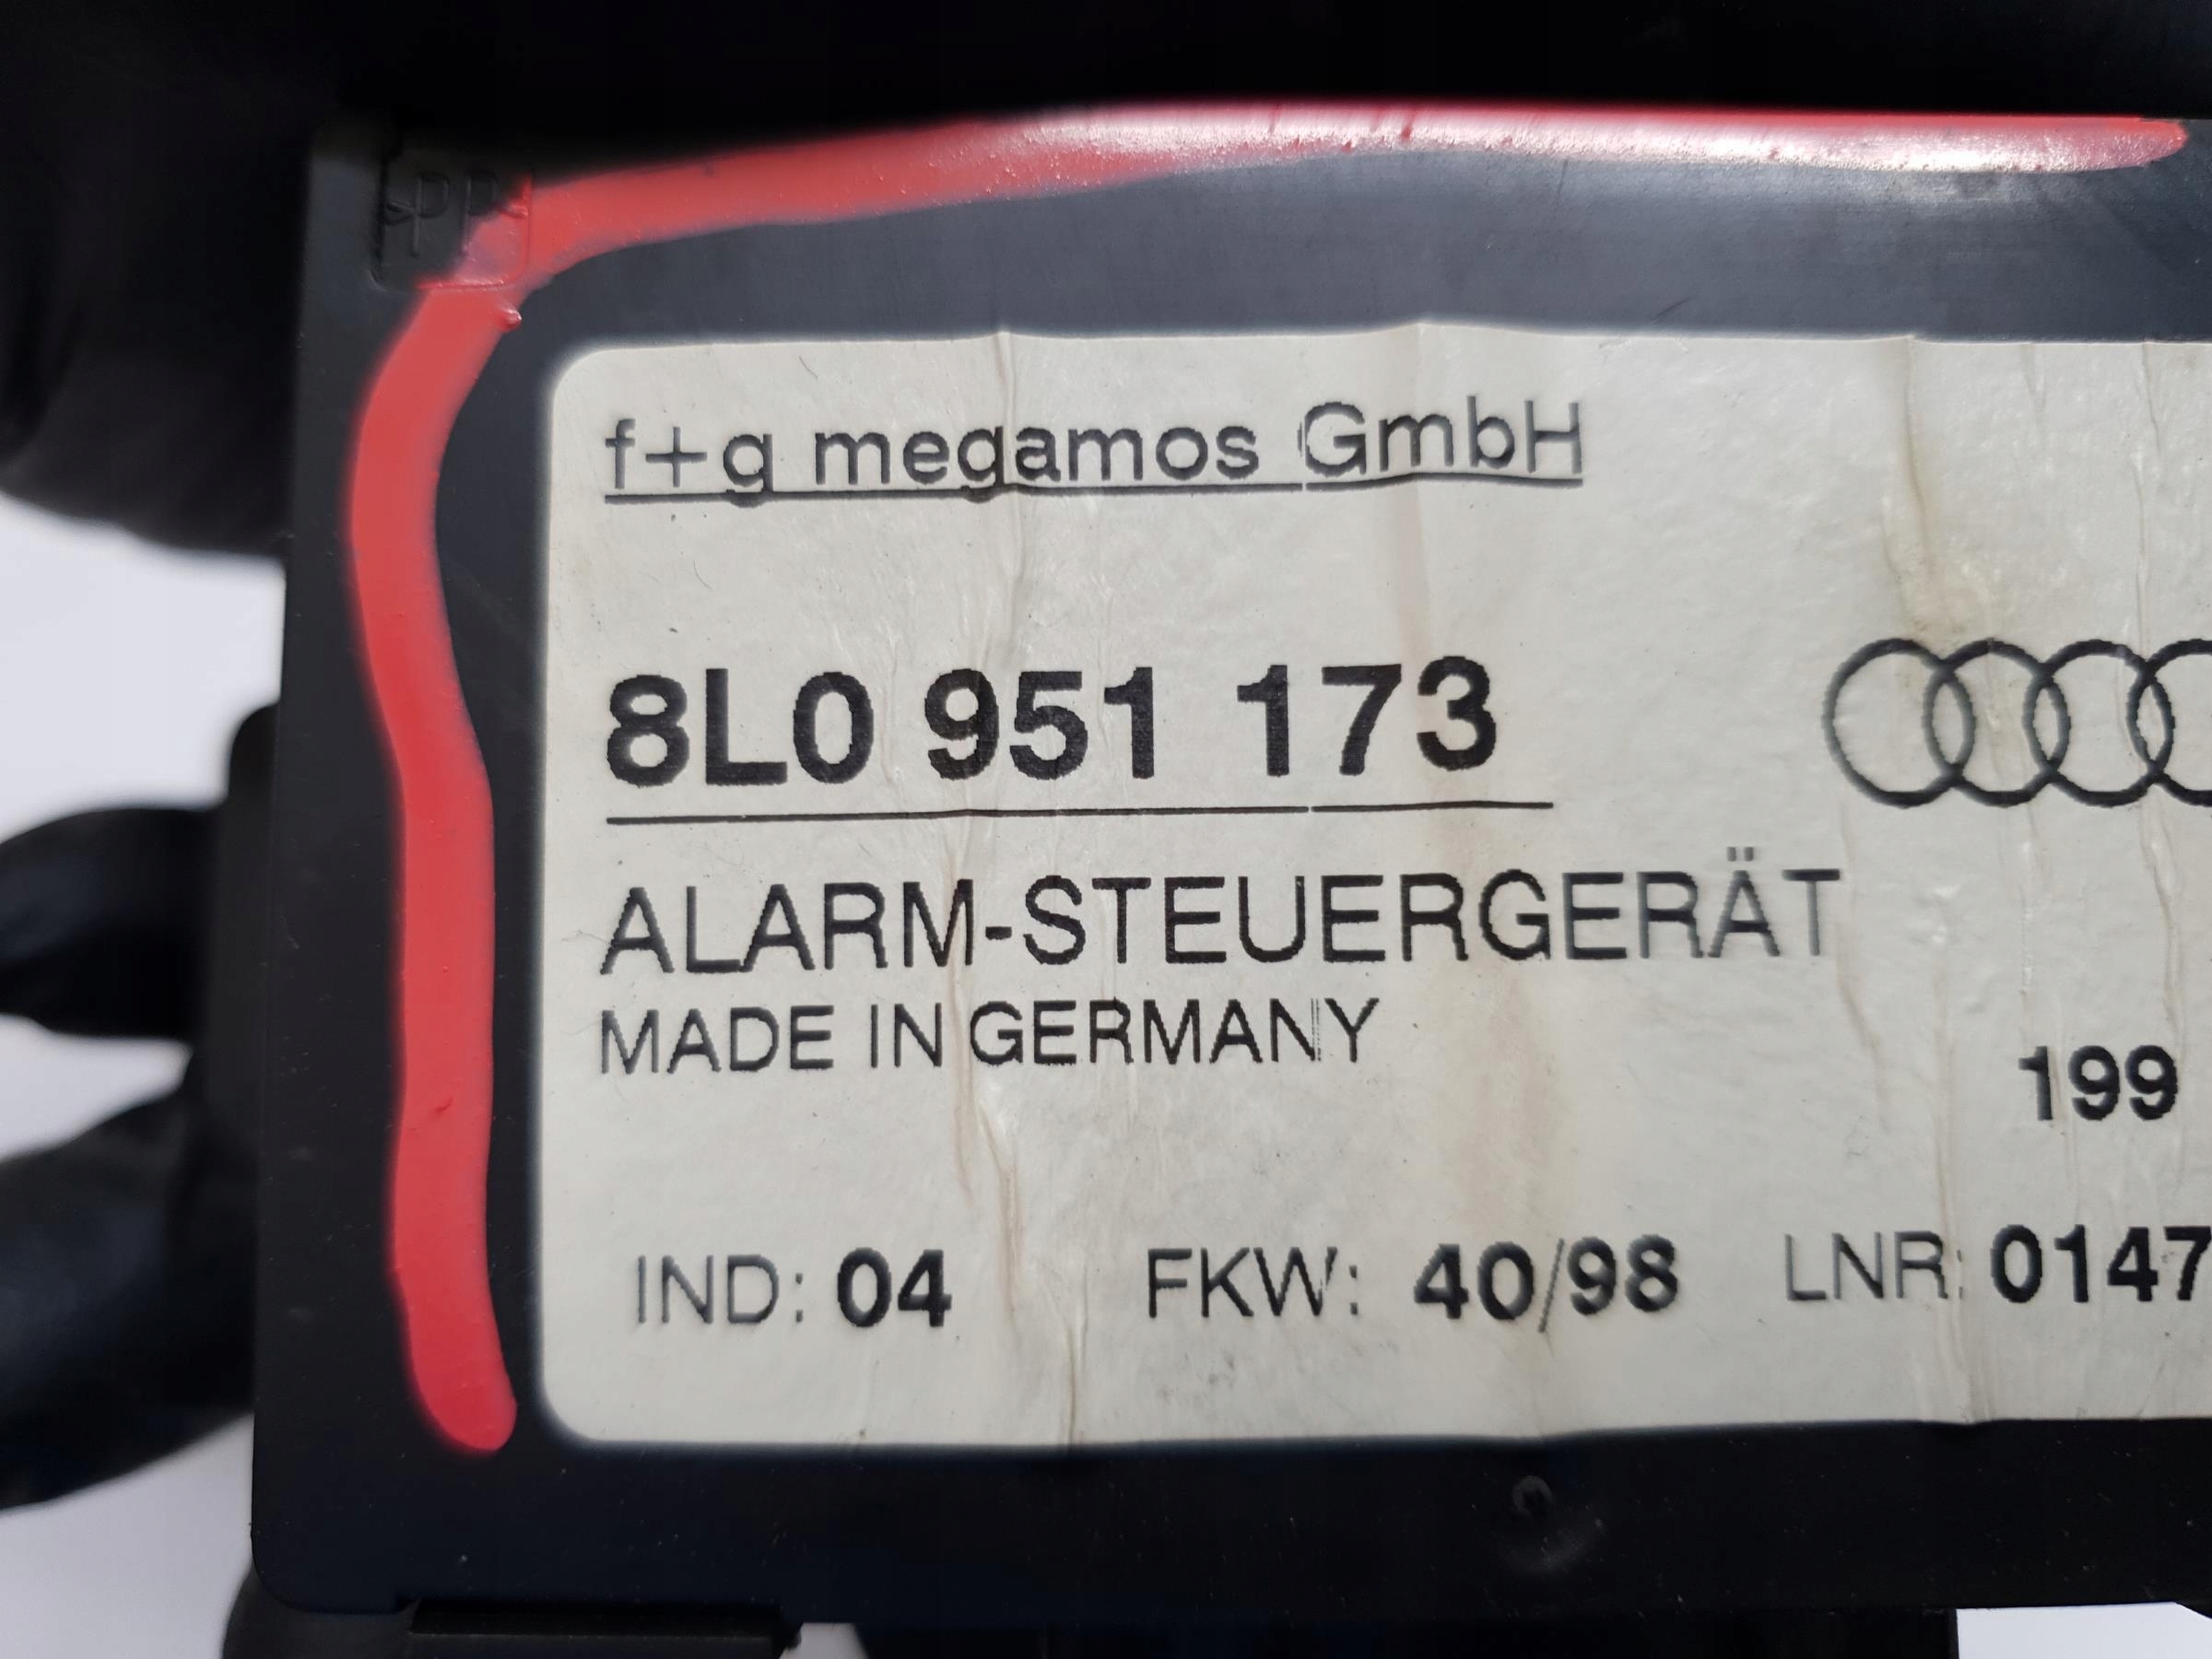 f+g megamos GmbH
8L0 951 173
ALARM-STEUERGERÄT
MADE IN GERMANY
199
IND: 04 FKW: 40/98 LNR: 0147